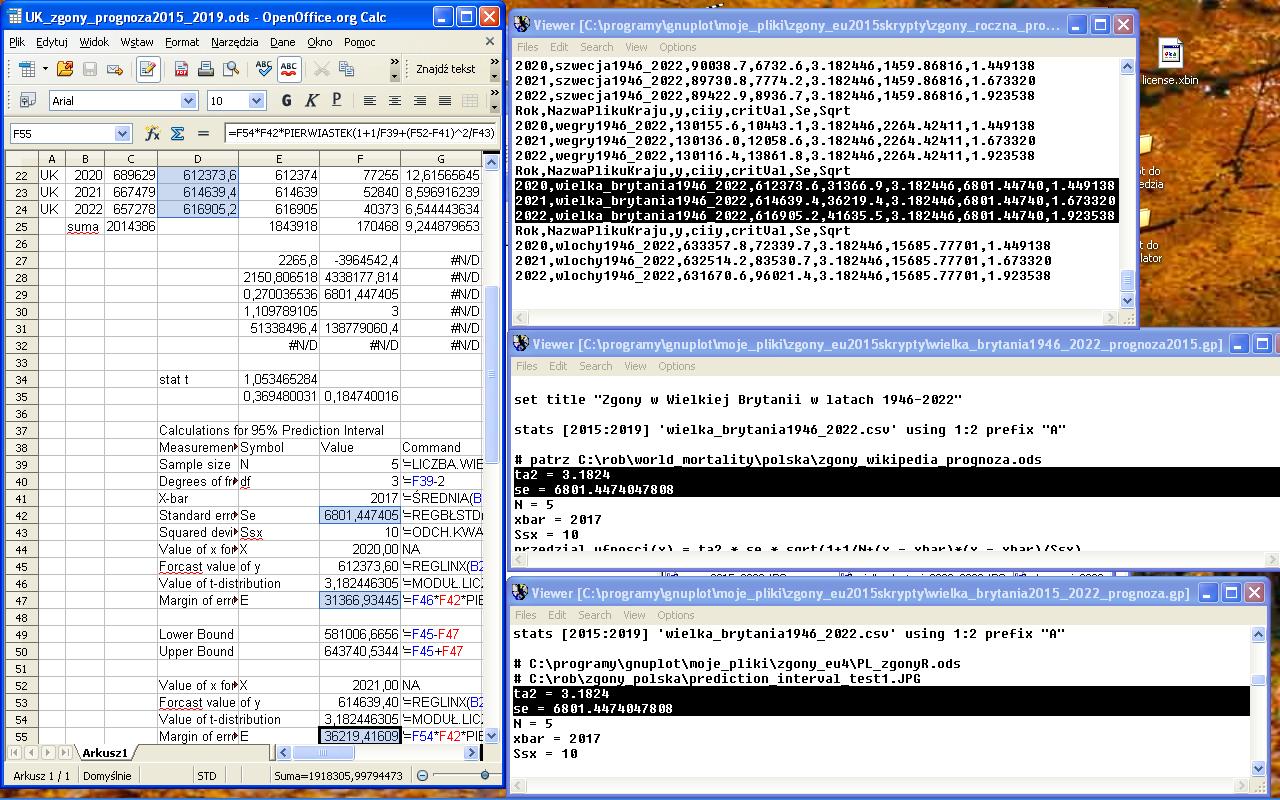 UK_zgony_prognoza2015_2019.ods - OpenOffice.org Calc
Plik Edytuj Widok Wstaw Format Narzędzia Dane Okno Pomoc
Znajdź tekst
Arial 10 G K P
F55 =F54*F42*PIERWIASTEK(1+1/F39+(F52-F41)^2/F43)
A B C D E F G
22 UK 2020 689629 612373,6 612374 77255 12,61565645
23 UK 2021 667479 614639,4 614639 52840 8,596919239
24 UK 2022 657278 616905,2 616905 40373 6,544443634
25 suma 2014386 1843918 170468 9,244879653
26
27 2265,8 -3964542,4 #N/D
28 2150,806518 4338177,814 #N/D
29 0,270035536 6801,447405 #N/D
30 1,109789105 3 #N/D
31 51338496,4 138779060,4 #N/D
32 #N/D #N/D #N/D
33
34 stat t 1,053465284
35 0,369480031 0,184740016
36
37 Calculations for 95% Prediction Interval
38 Measuremen Symbol Value Command
39 Sample size N 5 '=LICZBA.WIE
40 Degrees of fr df 3 '=F39-2
41 X-bar 2017 '=ŚREDNIA(B
42 Standard erro Se 6801,447405 '=REGBŁSTD
43 Squared devi Ssx 10 '=ODCH.KWA
44 Value of x for X 2020,00 NA
45 Forcast value of y 612373,60 '=REGLINX(B2
46 Value of t-distribution 3,182446305 '=MODUŁ.LIC
47 Margin of err E 31366,93445 '=F46*F42*PIE
48
49 Lower Bound 581006,6656 '=F45-F47
50 Upper Bound 643740,5344 '=F45+F47
51
52 Value of x for X 2021,00 NA
53 Forcast value of y 614639,40 '=REGLINX(B2
54 Value of t-distribution 3,182446305 '=MODUŁ.LIC
55 Margin of err E 36219,41609 '=F54*F42*PIE
Arkusz1
Arkusz 1 / 1 Domyślnie STD Suma=1918305,99794473
Viewer [C:\programy\gnuplot\moje_pliki\zgony_eu2015skrypty\zgony_roczna_pro...
Files Edit Search View Options
2020,szwecja1946_2022,90038.7,6732.6,3.182446,1459.86816,1.449138
2021,szwecja1946_2022,89730.8,7774.2,3.182446,1459.86816,1.673320
2022,szwecja1946_2022,89422.9,8936.7,3.182446,1459.86816,1.923538
Rok,NazwaPlikuKraju,y,ciiy,critVal,Se,Sqrt
2020,wegry1946_2022,130155.6,10443.1,3.182446,2264.42411,1.449138
2021,wegry1946_2022,130136.0,12058.6,3.182446,2264.42411,1.673320
2022,wegry1946_2022,130116.4,13861.8,3.182446,2264.42411,1.923538
Rok,NazwaPlikuKraju,y,ciiy,critVal,Se,Sqrt
2020,wielka_brytania1946_2022,612373.6,31366.9,3.182446,6801.44740,1.449138
2021,wielka_brytania1946_2022,614639.4,36219.4,3.182446,6801.44740,1.673320
2022,wielka_brytania1946_2022,616905.2,41635.5,3.182446,6801.44740,1.923538
Rok,NazwaPlikuKraju,y,ciiy,critVal,Se,Sqrt
2020,wlochy1946_2022,633357.8,72339.7,3.182446,15685.77701,1.449138
2021,wlochy1946_2022,632514.2,83530.7,3.182446,15685.77701,1.673320
2022,wlochy1946_2022,631670.6,96021.4,3.182446,15685.77701,1.923538
license.xbin
Viewer [C:\programy\gnuplot\moje_pliki\zgony_eu2015skrypty\wielka_brytania1946_2022_prognoza2015.gp]
Files Edit Search View Options
set title "Zgony w Wielkiej Brytanii w latach 1946-2022"
stats [2015:2019] 'wielka_brytania1946_2022.csv' using 1:2 prefix "A"
# patrz C:\rob\world_mortality\polska\zgony_wikipedia_prognoza.ods
ta2 = 3.1824
se = 6801.4474047808
N = 5
xbar = 2017
Ssx = 10
przedzial_ufnosci(x) = ta2 * se * sqrt(1+1/N+(x - xbar)*(x - xbar)/Ssx)
Viewer [C:\programy\gnuplot\moje_pliki\zgony_eu2015skrypty\wielka_brytania2015_2022_prognoza.gp]
Files Edit Search View Options
stats [2015:2019] 'wielka_brytania1946_2022.csv' using 1:2 prefix "A"
# C:\programy\gnuplot\moje_pliki\zgony_eu4\PL_zgonyR.ods
# C:\rob\zgony_polska\prediction_interval_test1.JPG
ta2 = 3.1824
se = 6801.4474047808
N = 5
xbar = 2017
Ssx = 10